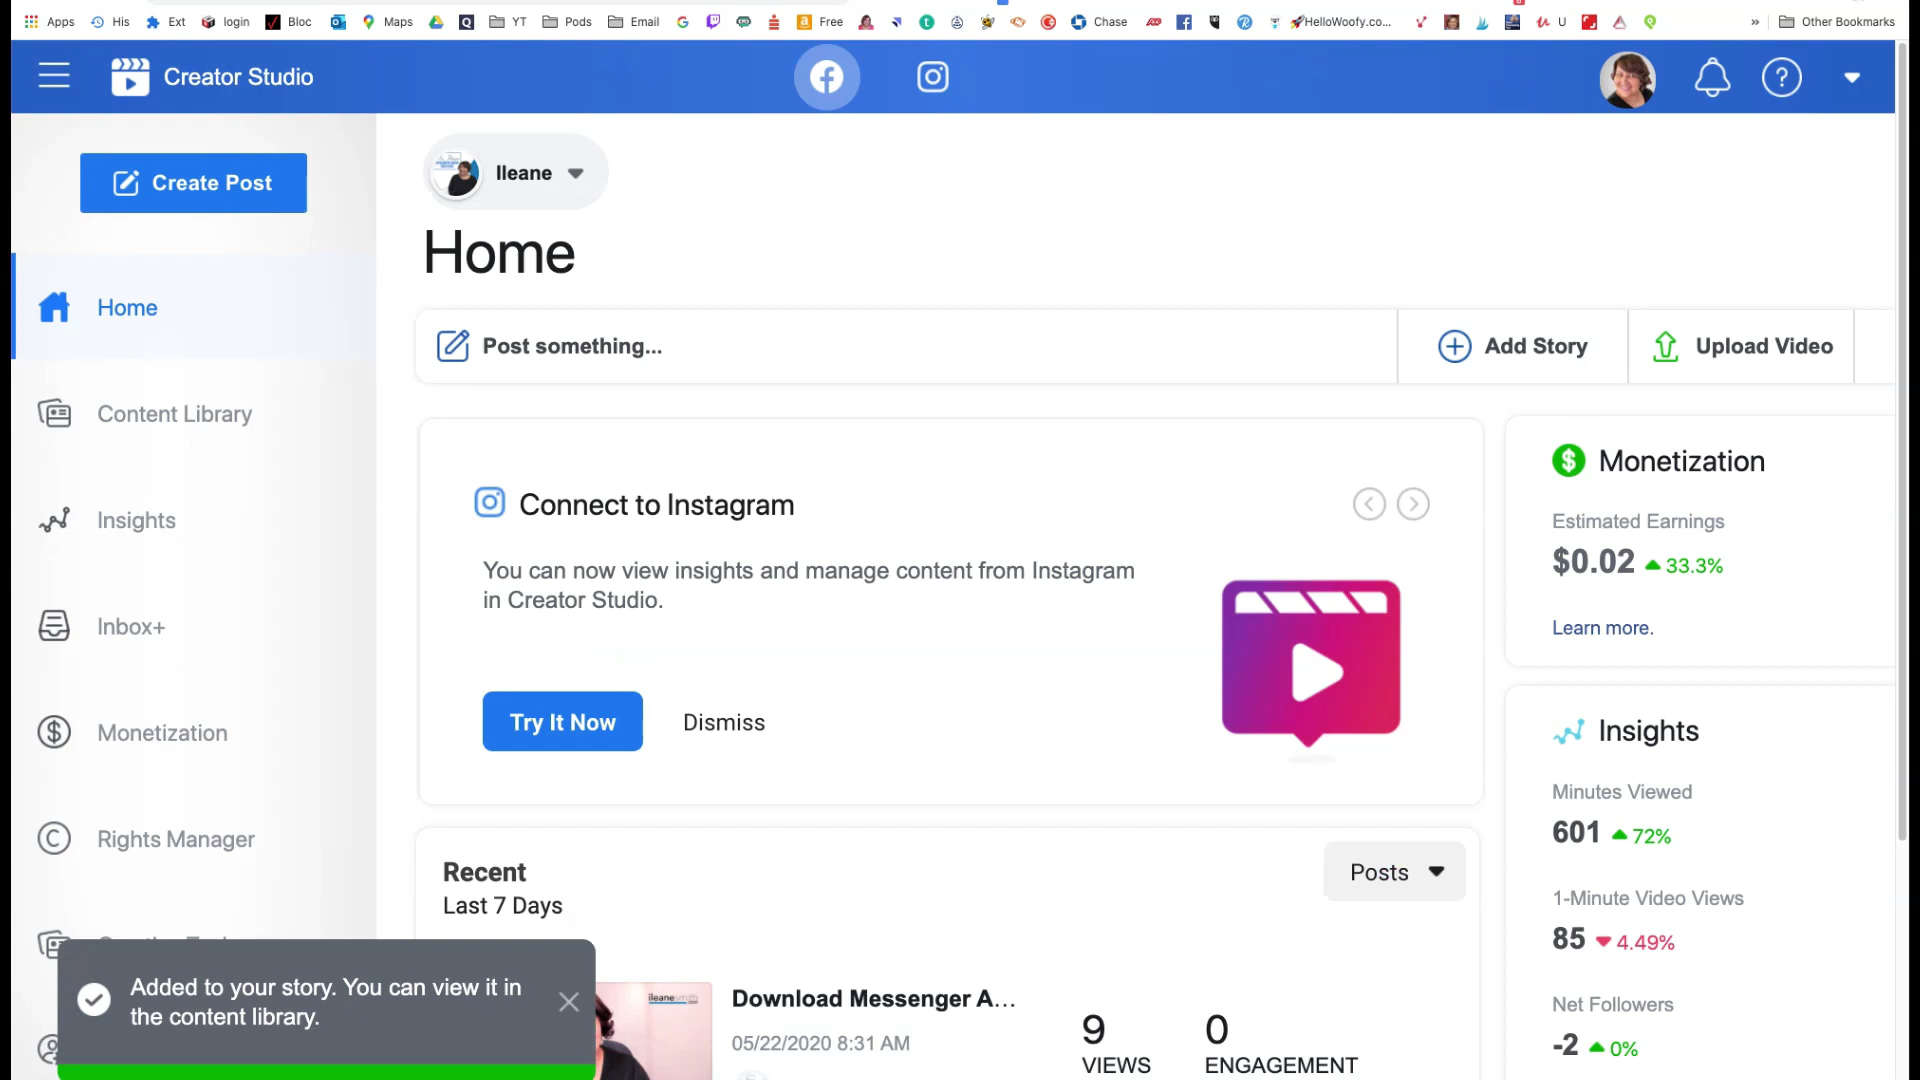 Apps His Ext login Bloc Maps YT Pods Email Free Chase HelloWoofy.co... U » Other Bookmarks
Creator Studio
Create Post
Ileane
Home
Home
Post something...
Add Story
Upload Video
Content Library
Insights
Inbox+
Monetization
Rights Manager
Connect to Instagram
You can now view insights and manage content from Instagram
in Creator Studio.
Try It Now
Dismiss
Monetization
Estimated Earnings
$0.02 33.3%
Learn more.
Insights
Minutes Viewed
601 72%
1-Minute Video Views
85 4.49%
Net Followers
-2 0%
Recent
Last 7 Days
Posts
Added to your story. You can view it in
the content library.
ileanesmith
Download Messenger A...
05/22/2020 8:31 AM
9
VIEWS
0
ENGAGEMENT